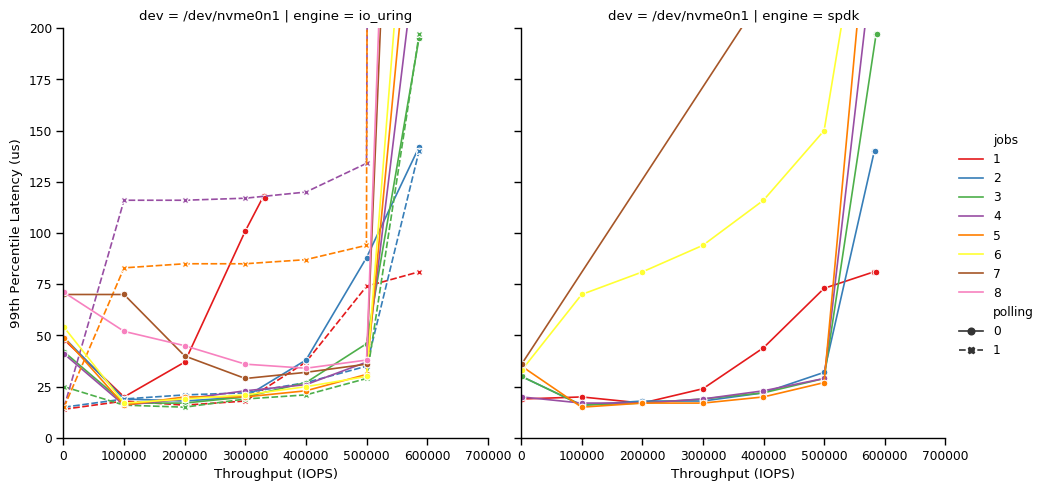 dev = /dev/nvme0n1 | engine = io_uring
dev = /dev/nvme0n1 | engine = spdk
99th Percentile Latency (us)
200
175
150
125
100
75
50
25
0
0 100000 200000 300000 400000 500000 600000 700000
0 100000 200000 300000 400000 500000 600000 700000
Throughput (IOPS)
Throughput (IOPS)
jobs
1
2
3
4
5
6
7
8
polling
0
1